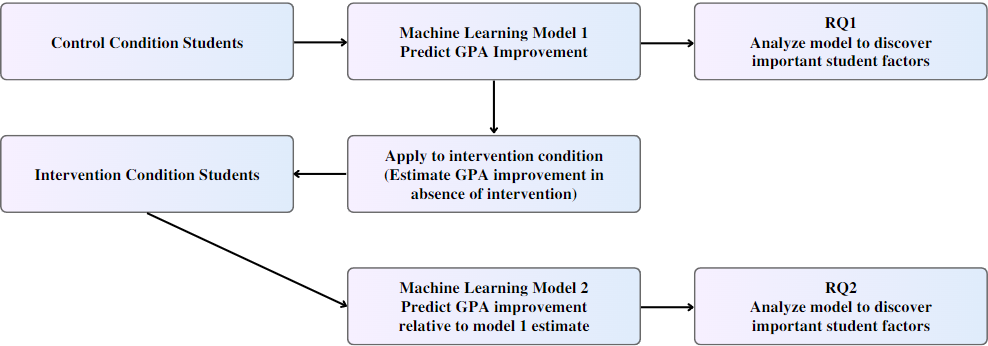 Control Condition Students
Machine Learning Model 1
Predict GPA Improvement
RQ1
Analyze model to discover
important student factors
Intervention Condition Students
Apply to intervention condition
(Estimate GPA improvement in
absence of intervention)
Machine Learning Model 2
Predict GPA improvement
relative to model 1 estimate
RQ2
Analyze model to discover
important student factors